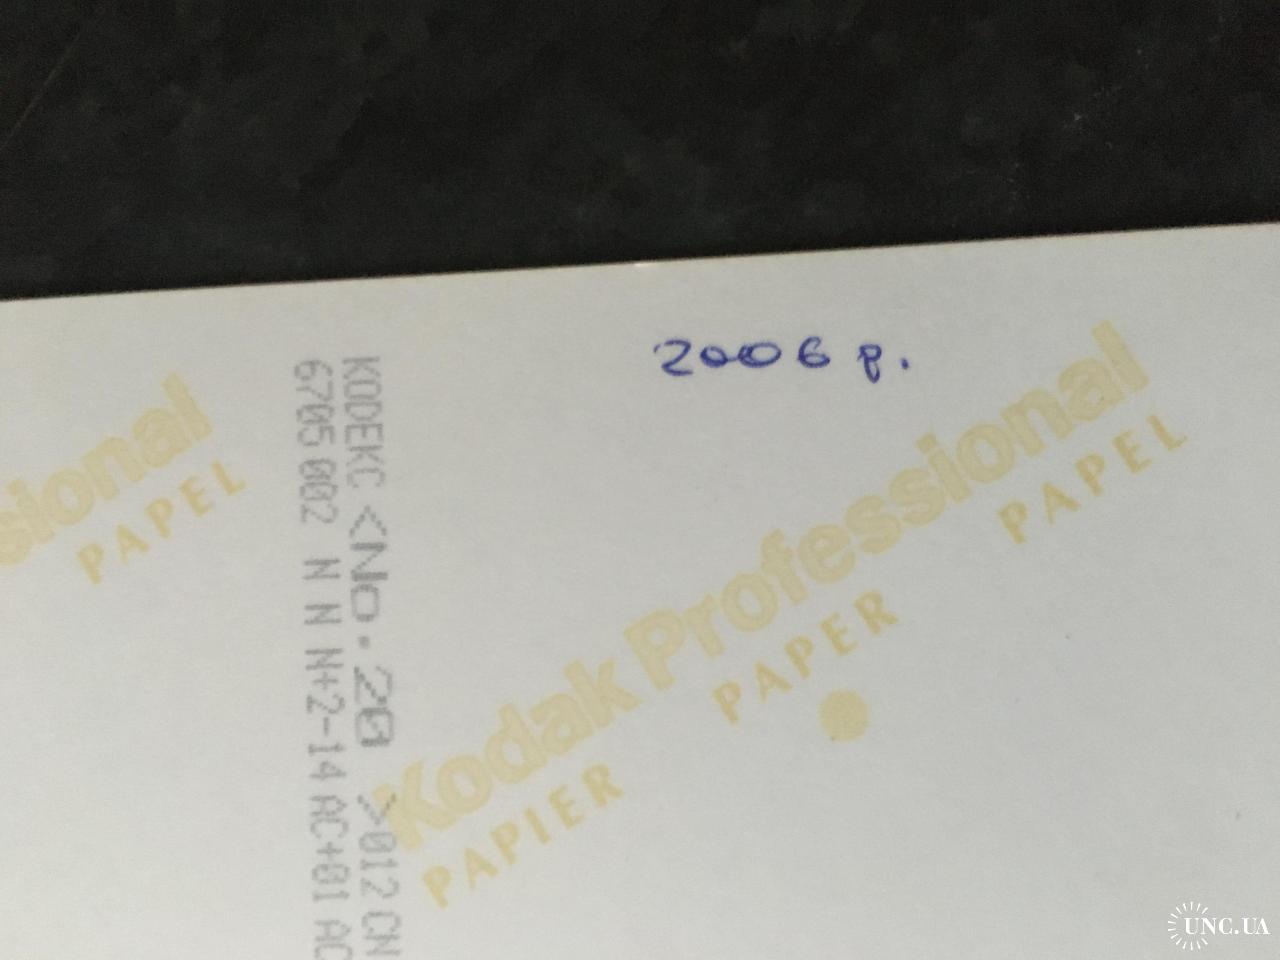 2006 р.
sional
PAPEL
Kodak Professional
PAPIER PAPER PAPEL
KODEKC <No.20 >012 CN
6705 002 N N N+2-14 AC+01 AC
UNC.UA